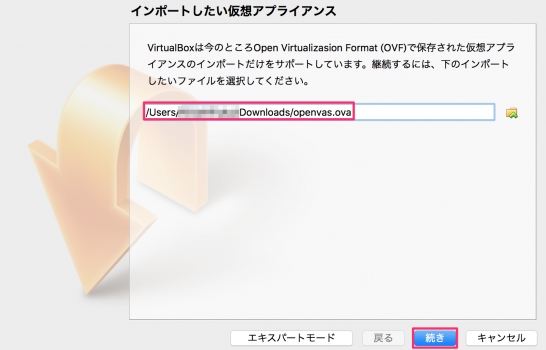 インポートしたい仮想アプライアンス
VirtualBoxは今のところOpen Virtualizasion Format (OVF)で保存された仮想アプラ
イアンスのインポートだけをサポートしています。継続するには、下のインポート
したいファイルを選択してください。
/Users/ Downloads/openvas.ova
エキスパートモード 戻る 続き キャンセル